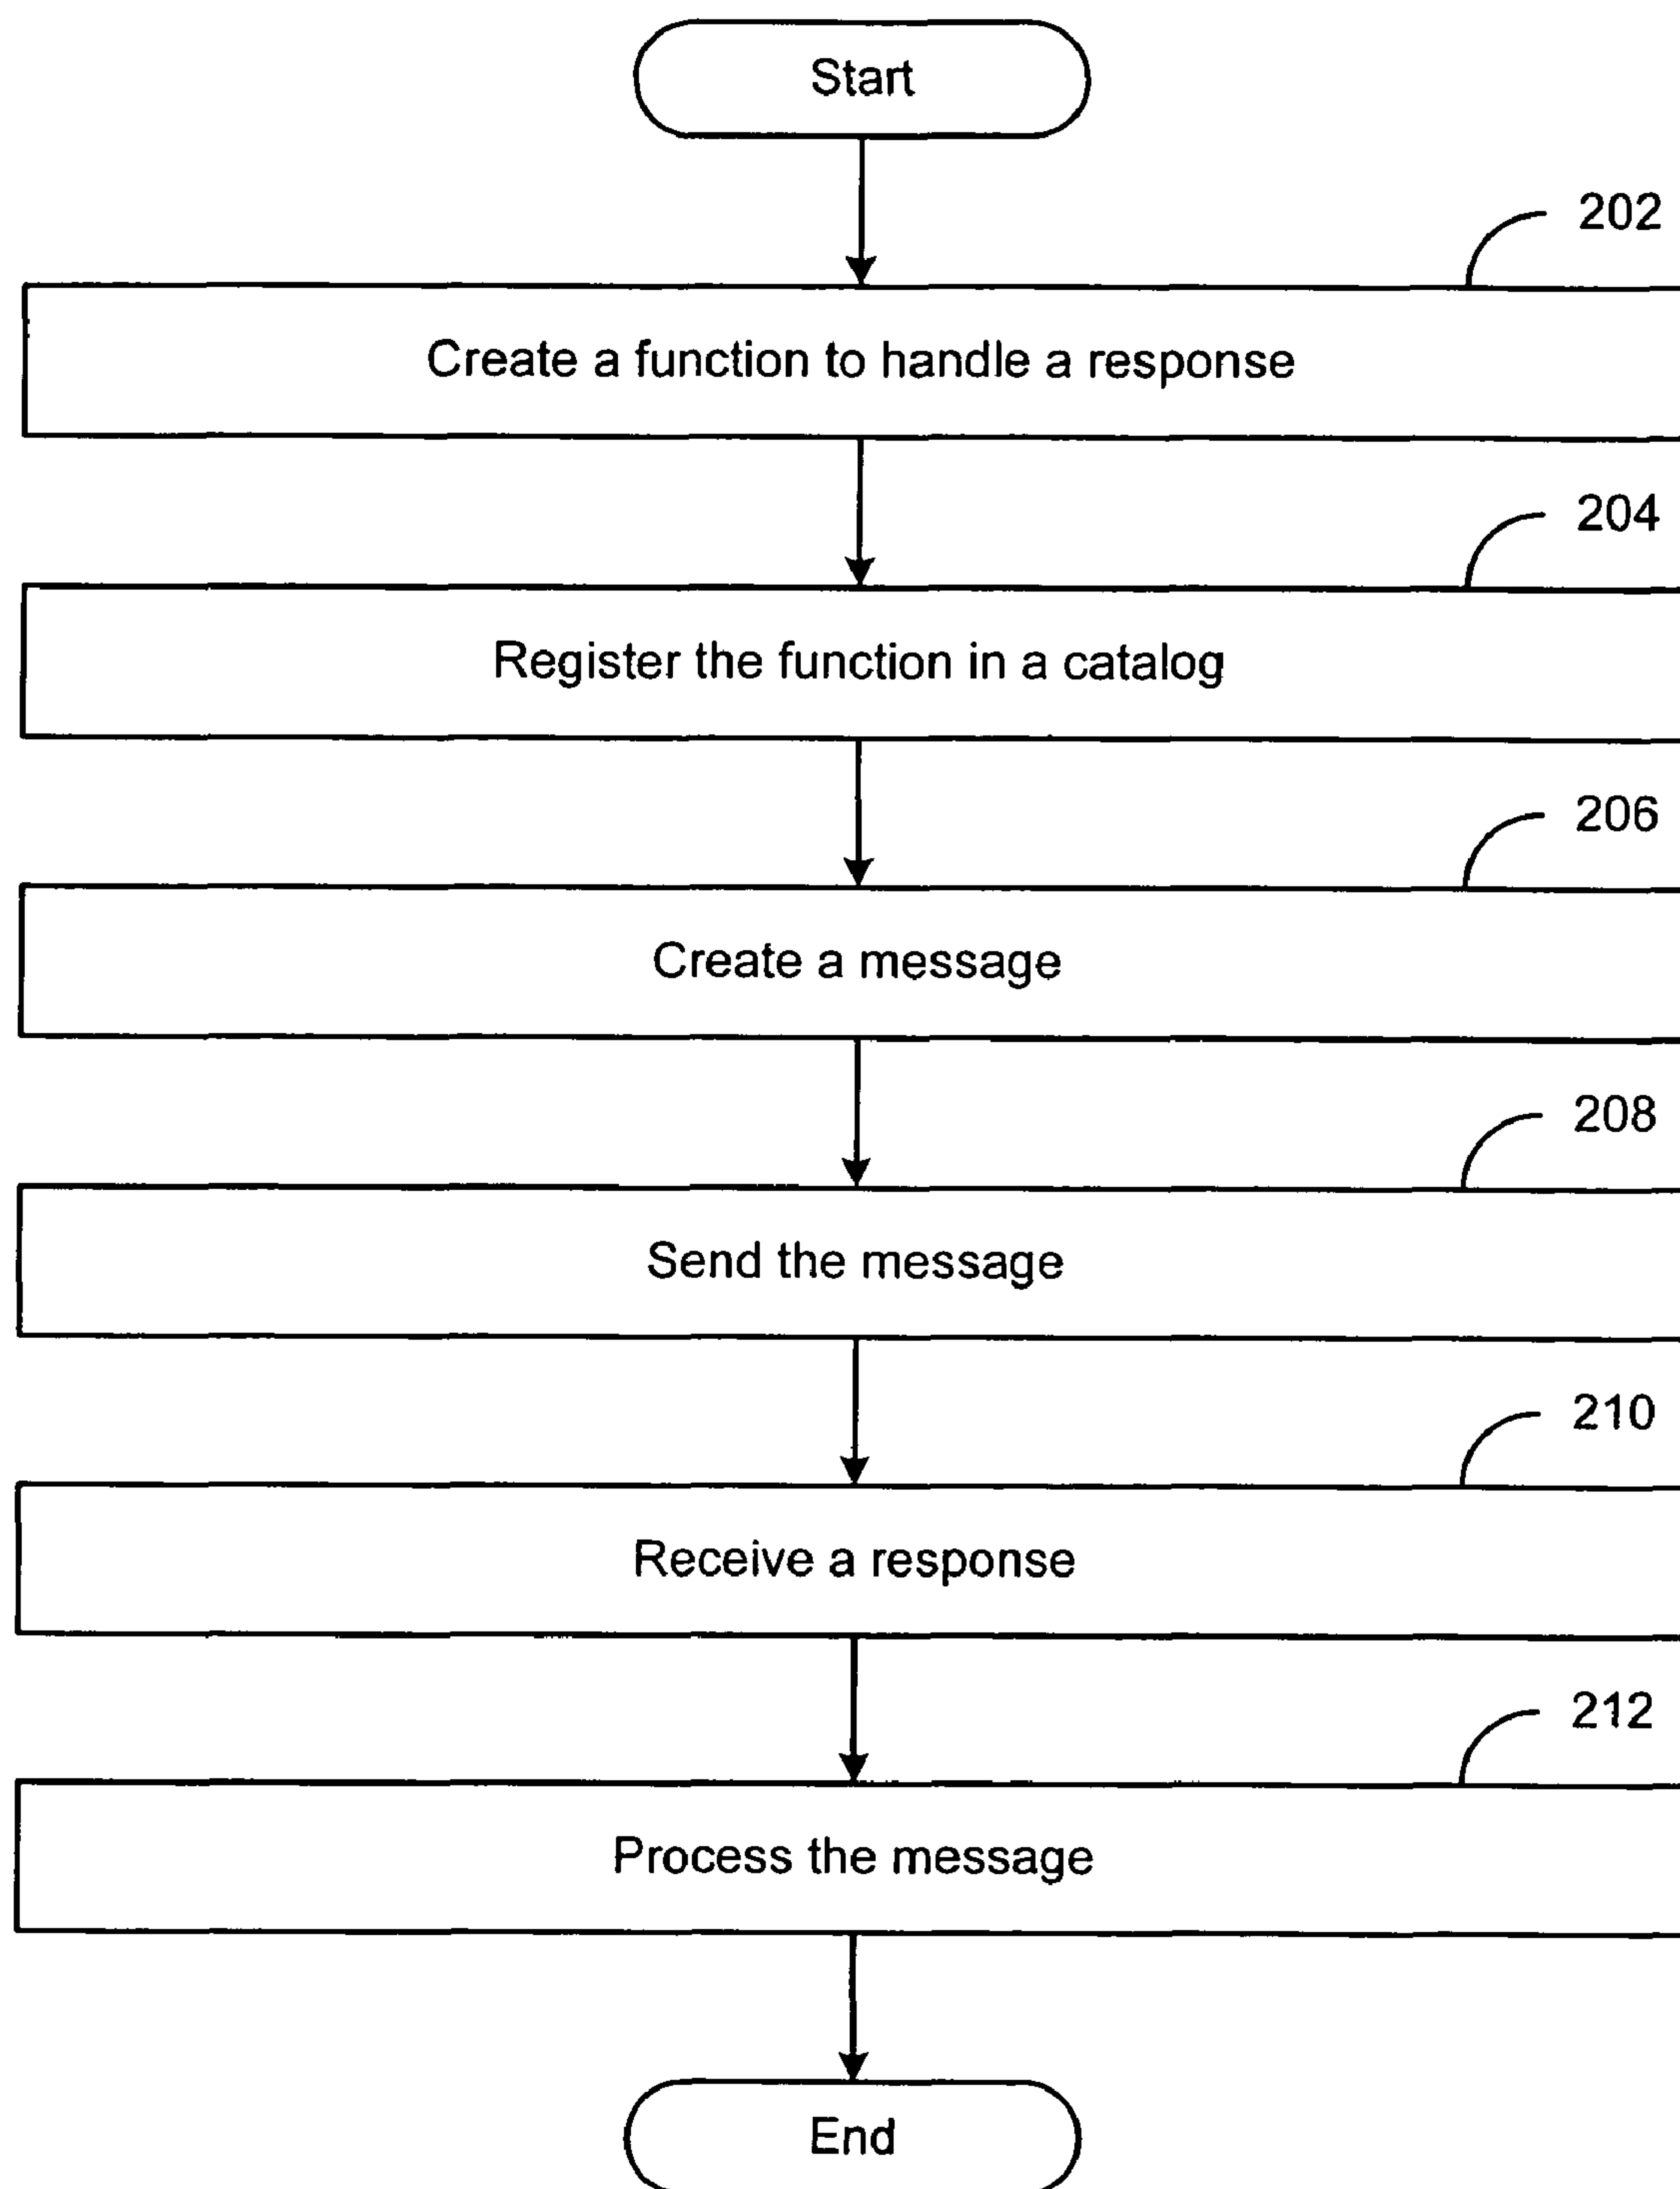 Start
202
Create a function to handle a response
204
Register the function in a catalog
206
Create a message
208
Send the message
210
Receive a response
212
Process the message
End